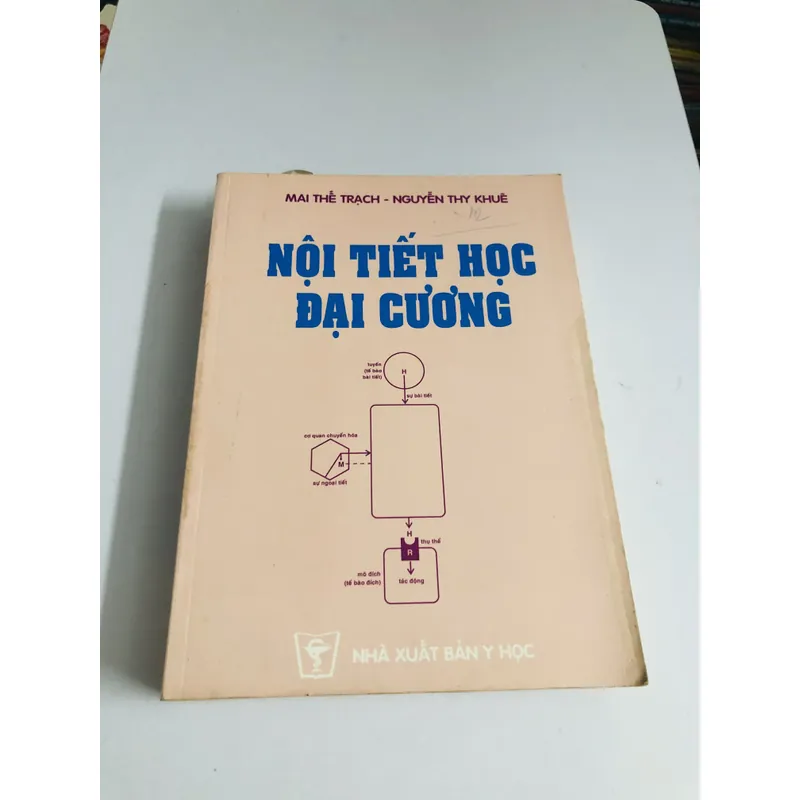 MAI THẾ TRẠCH - NGUYỄN THY KHUÊ
NỘI TIẾT HỌC
ĐẠI CƯƠNG
tuyến
(tế bào
bài tiết)
H
sự bài tiết
cơ quan chuyển hóa
M
sự ngoại tiết
H
thụ thể
R
mô đích
(tế bào đích)
tác động
NHÀ XUẤT BẢN Y HỌC